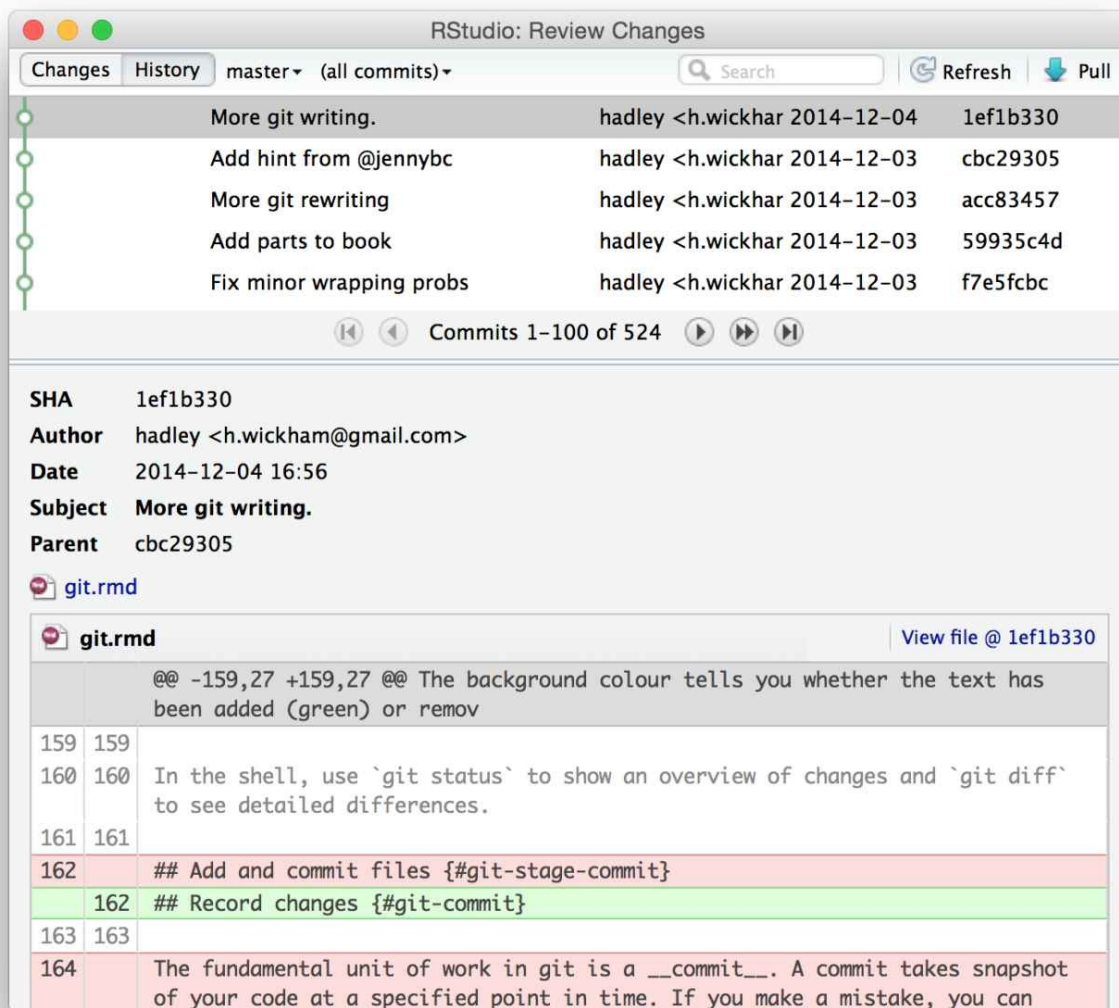 RStudio: Review Changes
Changes History master (all commits) Search Refresh Pull
More git writing. hadley <h.wickhar 2014-12-04 1ef1b330
Add hint from @jennybc hadley <h.wickhar 2014-12-03 cbc29305
More git rewriting hadley <h.wickhar 2014-12-03 acc83457
Add parts to book hadley <h.wickhar 2014-12-03 59935c4d
Fix minor wrapping probs hadley <h.wickhar 2014-12-03 f7e5fcbc
Commits 1-100 of 524
SHA 1ef1b330
Author hadley <h.wickham@gmail.com>
Date 2014-12-04 16:56
Subject More git writing.
Parent cbc29305
git.rmd
git.rmd View file @ 1ef1b330
@@ -159,27 +159,27 @@ The background colour tells you whether the text has
been added (green) or remov
159 159
160 160 In the shell, use `git status` to show an overview of changes and `git diff`
to see detailed differences.
161 161
162 ## Add and commit files {#git-stage-commit}
162 ## Record changes {#git-commit}
163 163
164 The fundamental unit of work in git is a __commit__. A commit takes snapshot
of your code at a specified point in time. If you make a mistake, you can